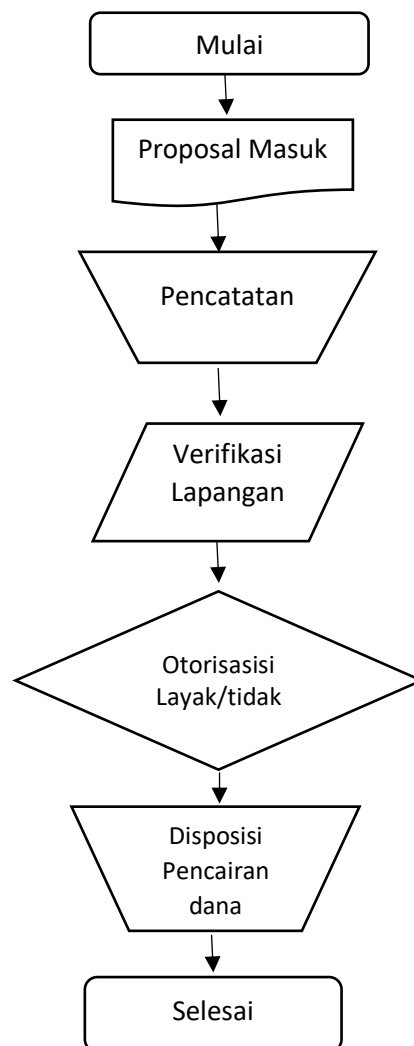 Mulai
Proposal Masuk
Pencatatan
Verifikasi
Lapangan
Otorisasisi
Layak/tidak
Disposisi
Pencairan
dana
Selesai